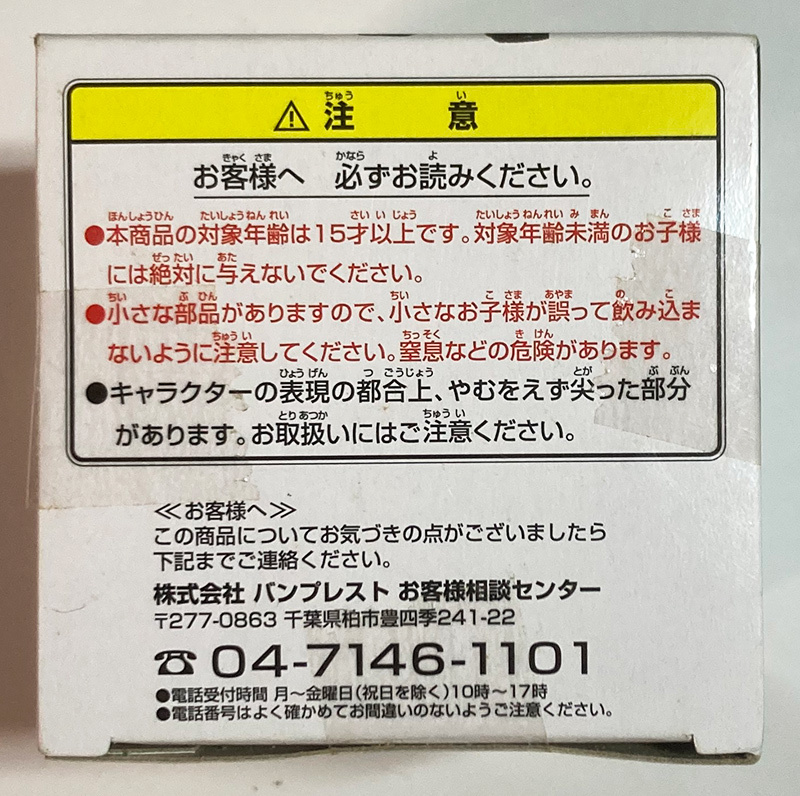 ⚠注意
お客様へ 必ずお読みください。
●本商品の対象年齢は15才以上です。対象年齢未満のお子様
には絶対に与えないでください。
●小さな部品がありますので、小さなお子様が誤って飲み込ま
ないように注意してください。窒息などの危険があります。
●キャラクターの表現の都合上、やむをえず尖った部分
があります。お取扱いにはご注意ください。
≪お客様へ≫
この商品についてお気づきの点がございましたら
下記までご連絡ください。
株式会社 バンプレスト お客様相談センター
〒277-0863 千葉県柏市豊四季241-22
☎04-7146-1101
●電話受付時間 月～金曜日(祝日を除く)10時～17時
●電話番号はよく確かめてお間違いのないようご注意ください。